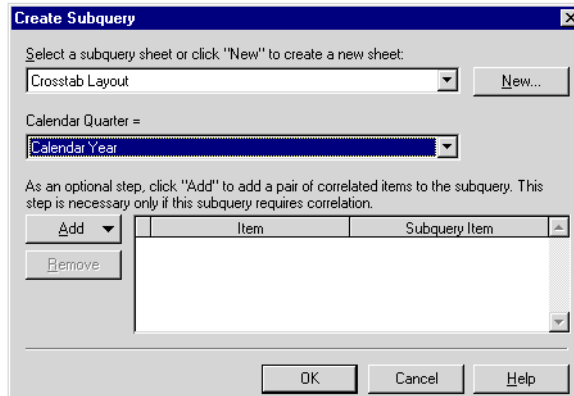 Create Subquery
Select a subquery sheet or click "New" to create a new sheet:
Crosstab Layout
New...
Calendar Quarter =
Calendar Year
As an optional step, click "Add" to add a pair of correlated items to the subquery. This
step is necessary only if this subquery requires correlation.
Add
Item Subquery Item
Remove
OK Cancel Help